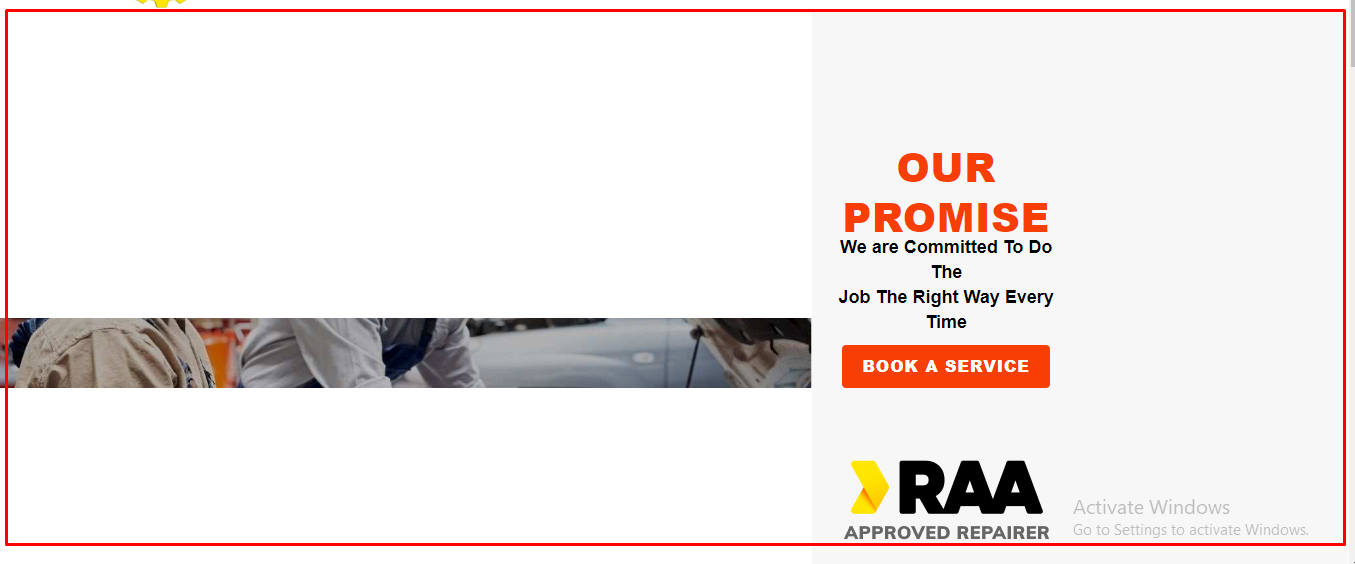 OUR
PROMISE
We are Committed To Do
The
Job The Right Way Every
Time
BOOK A SERVICE
RAA
APPROVED REPAIRER
Activate Windows
Go to Settings to activate Windows.